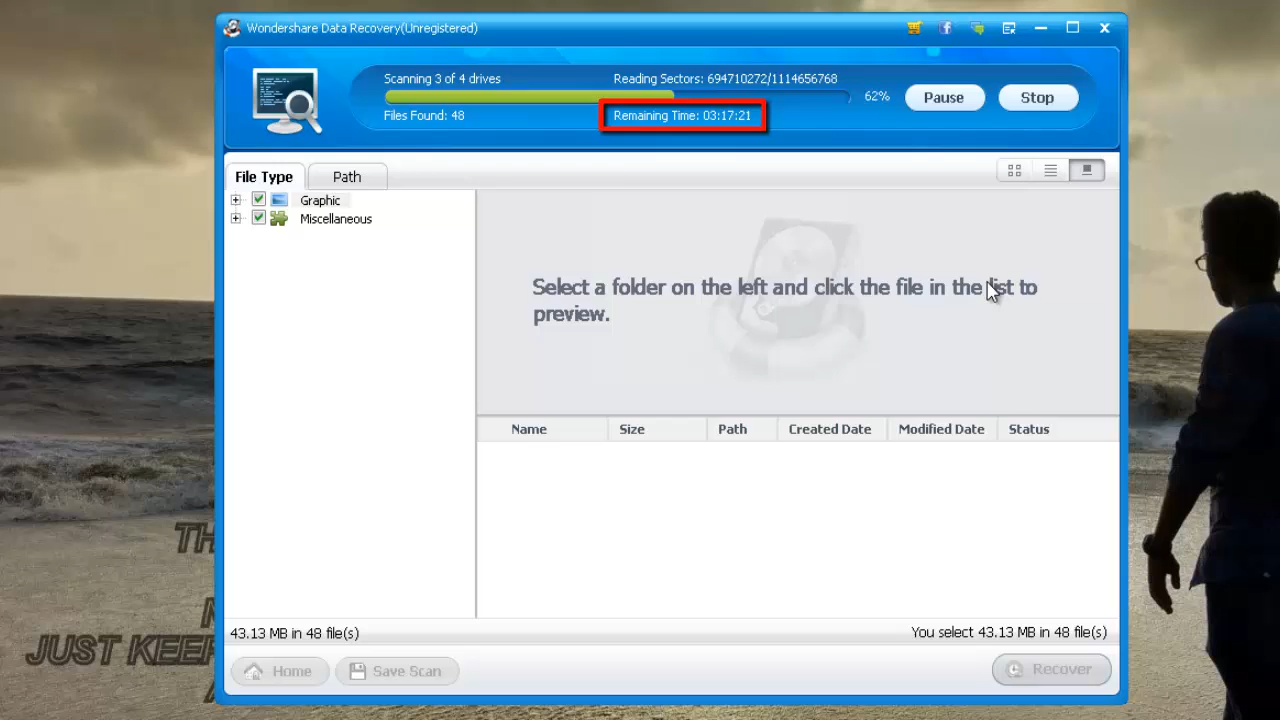 Wondershare Data Recovery(Unregistered)
Scanning 3 of 4 drives
Reading Sectors: 694710272/1114656768
62%
Pause
Stop
Files Found: 48
Remaining Time: 03:17:21
File Type
Path
Graphic
Miscellaneous
Select a folder on the left and click the file in the list to
preview.
Name
Size
Path
Created Date
Modified Date
Status
TH
JUST KEEP
43.13 MB in 48 file(s)
You select 43.13 MB in 48 file(s)
Home
Save Scan
Recover